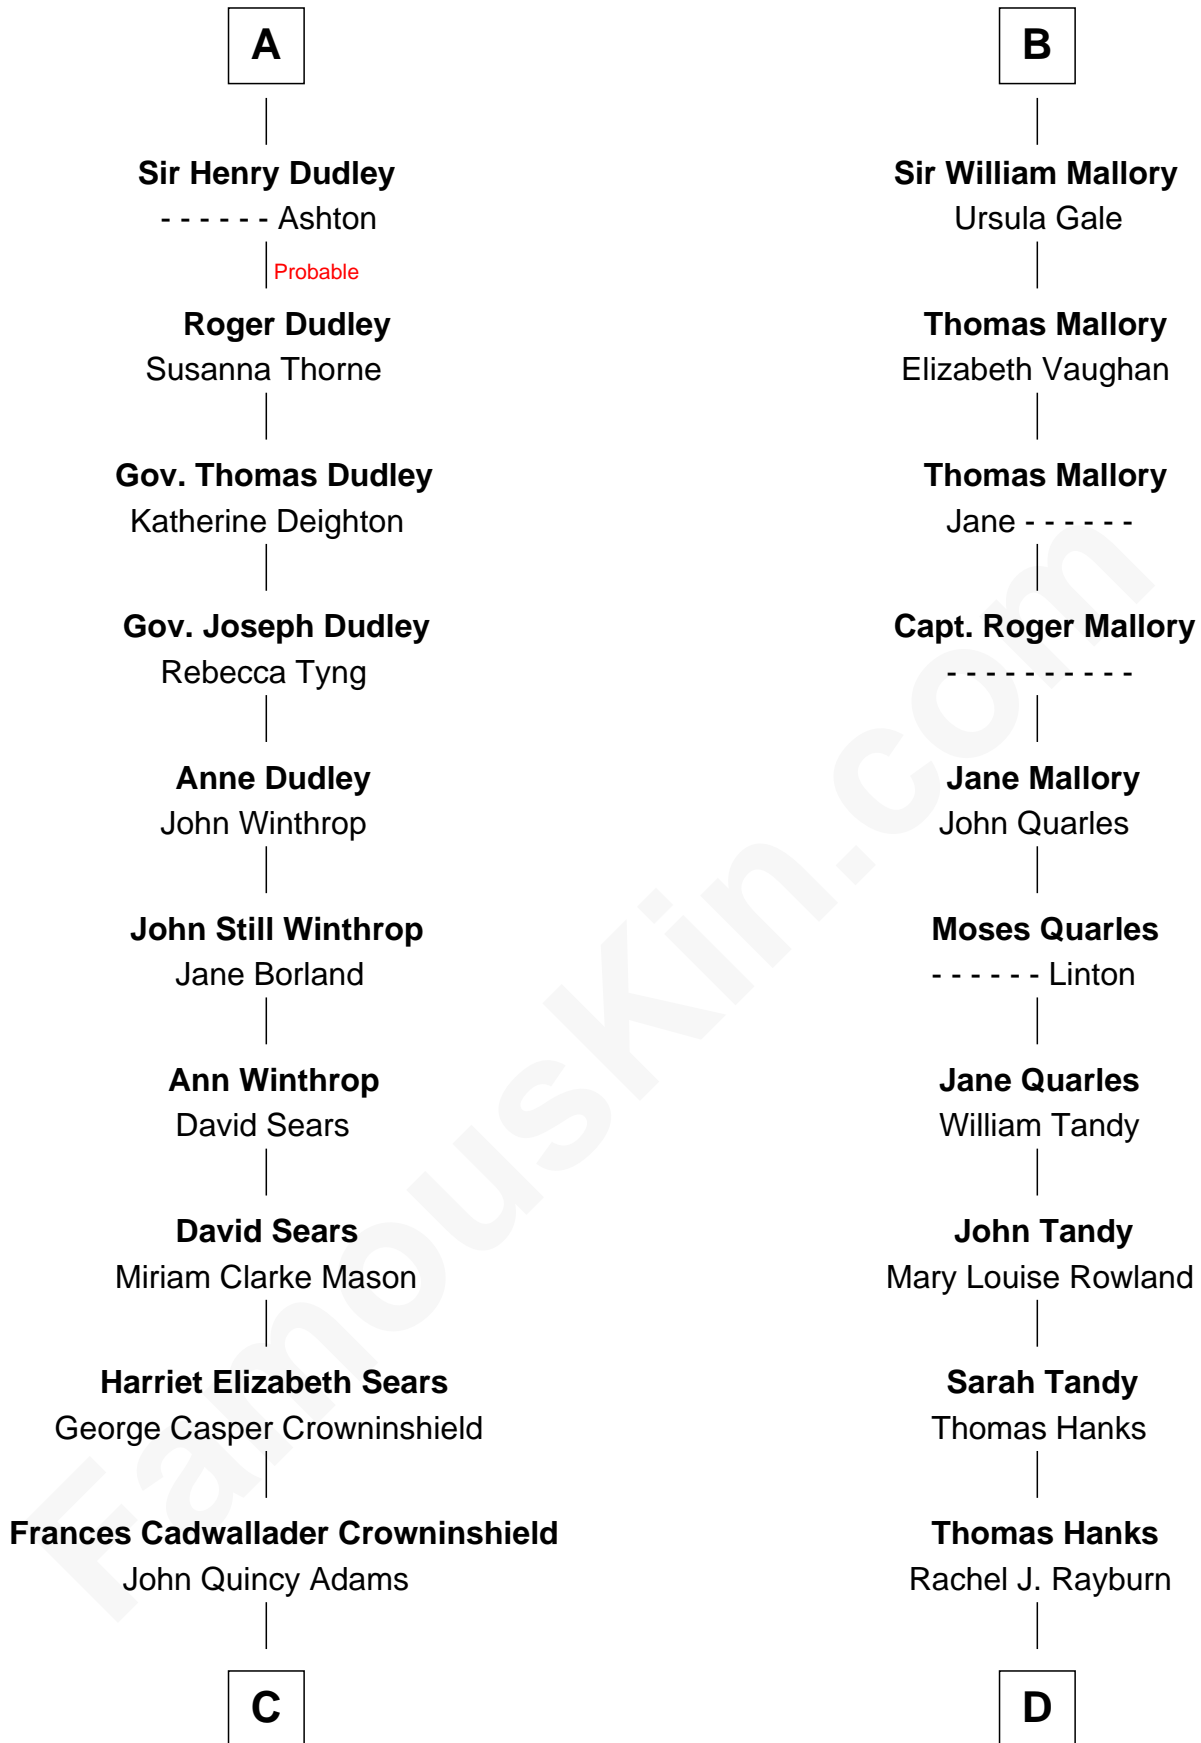 A
Sir Henry Dudley
- - - - - - Ashton
Probable
Roger Dudley
Susanna Thorne
Gov. Thomas Dudley
Katherine Deighton
Gov. Joseph Dudley
Rebecca Tyng
Anne Dudley
John Winthrop
John Still Winthrop
Jane Borland
Ann Winthrop
David Sears
David Sears
Miriam Clarke Mason
Harriet Elizabeth Sears
George Casper Crowninshield
Frances Cadwallader Crowninshield
John Quincy Adams
C
B
Sir William Mallory
Ursula Gale
Thomas Mallory
Elizabeth Vaughan
Thomas Mallory
Jane - - - - - -
Capt. Roger Mallory
- - - - - - - - - -
Jane Mallory
John Quarles
Moses Quarles
- - - - - - Linton
Jane Quarles
William Tandy
John Tandy
Mary Louise Rowland
Sarah Tandy
Thomas Hanks
Thomas Hanks
Rachel J. Rayburn
D
FamousKin.com